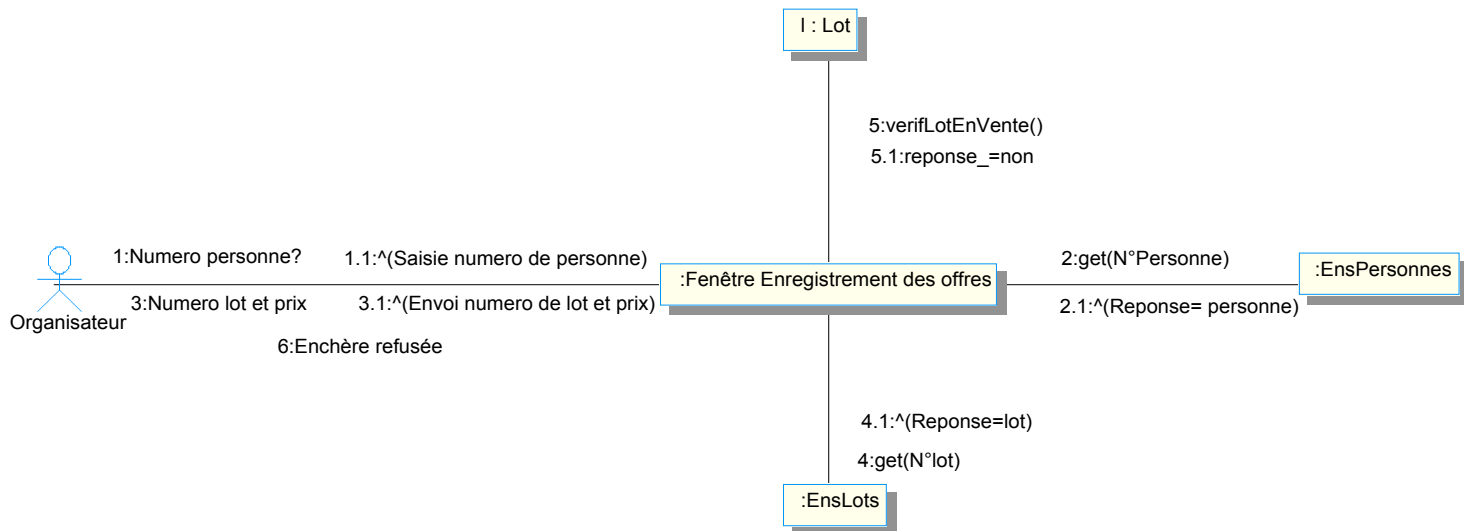 l : Lot
5:verifLotEnVente()
5.1:reponse_=non
1:Numero personne?
1.1:^(Saisie numero de personne)
:Fenêtre Enregistrement des offres
2:get(N°Personne)
:EnsPersonnes
3:Numero lot et prix
3.1:^(Envoi numero de lot et prix)
2.1:^(Reponse= personne)
Organisateur
6:Enchère refusée
4.1:^(Reponse=lot)
4:get(N°lot)
:EnsLots